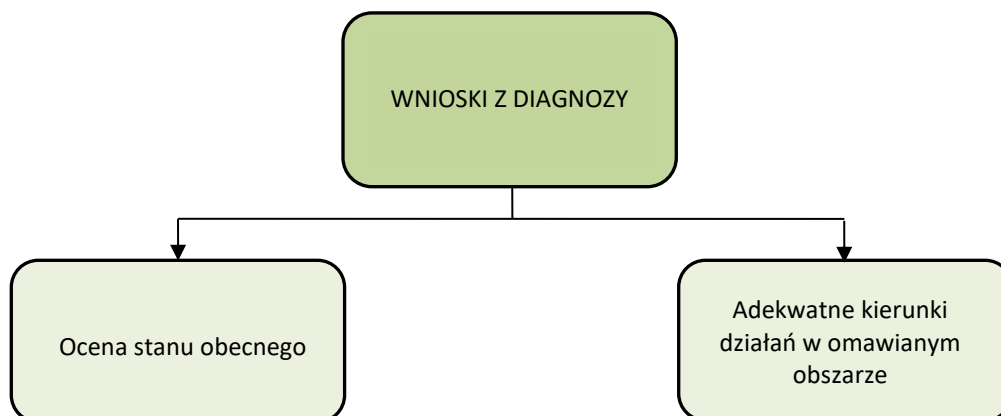 WNIOSKI Z DIAGNOZY
Ocena stanu obecnego
Adekwatne kierunki
działań w omawianym
obszarze